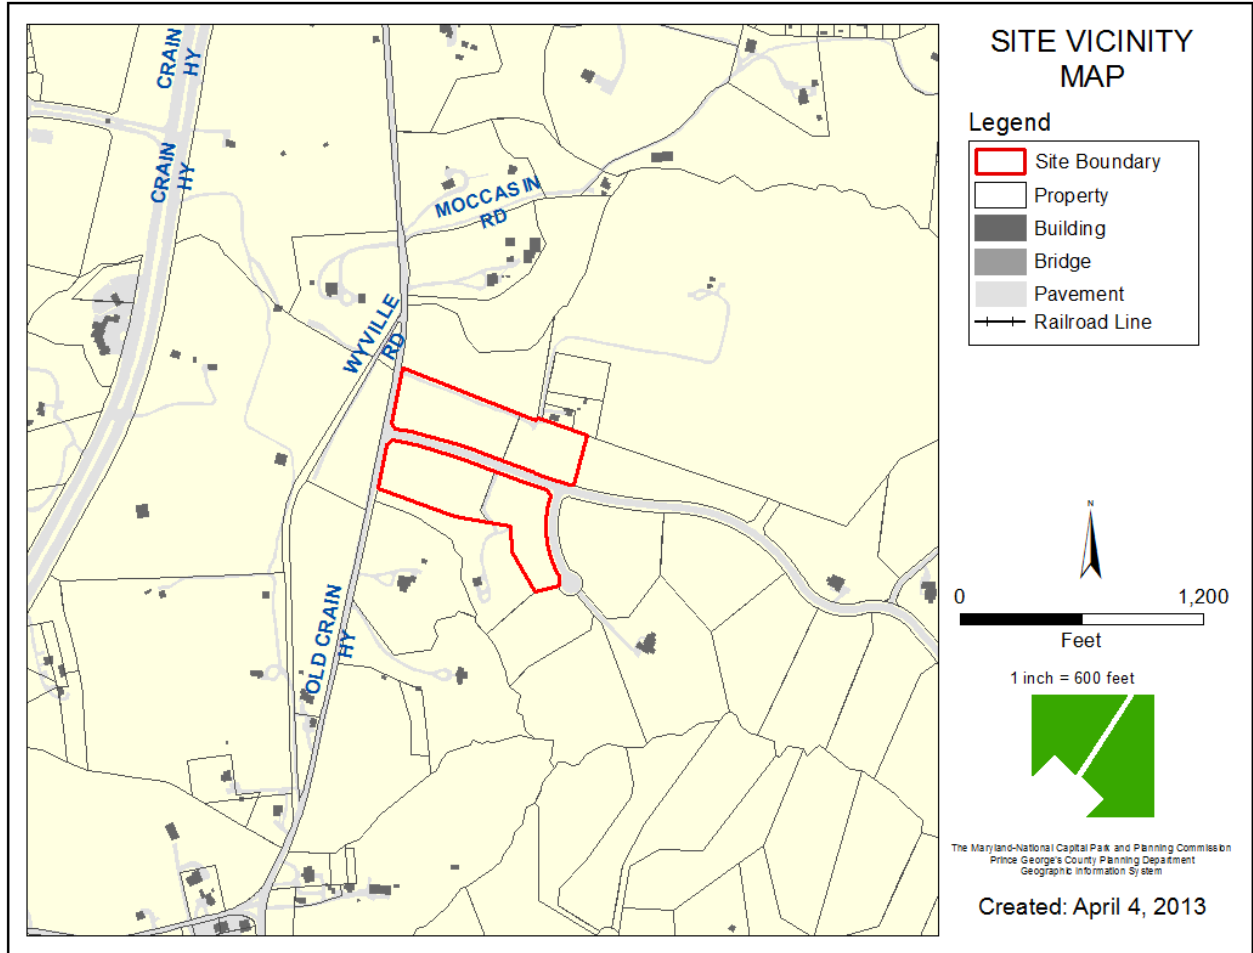 CRAIN
HY
CRAIN
HY
MOCCASIN
RD
WYVILLE
RD
OLD CRAIN
HY
SITE VICINITY
MAP
Legend
Site Boundary
Property
Building
Bridge
Pavement
Railroad Line
N
0 1,200
Feet
1 inch = 600 feet
The Maryland-National Capital Park and Planning Commission
Prince George's County Planning Department
Geographic Information System
Created: April 4, 2013